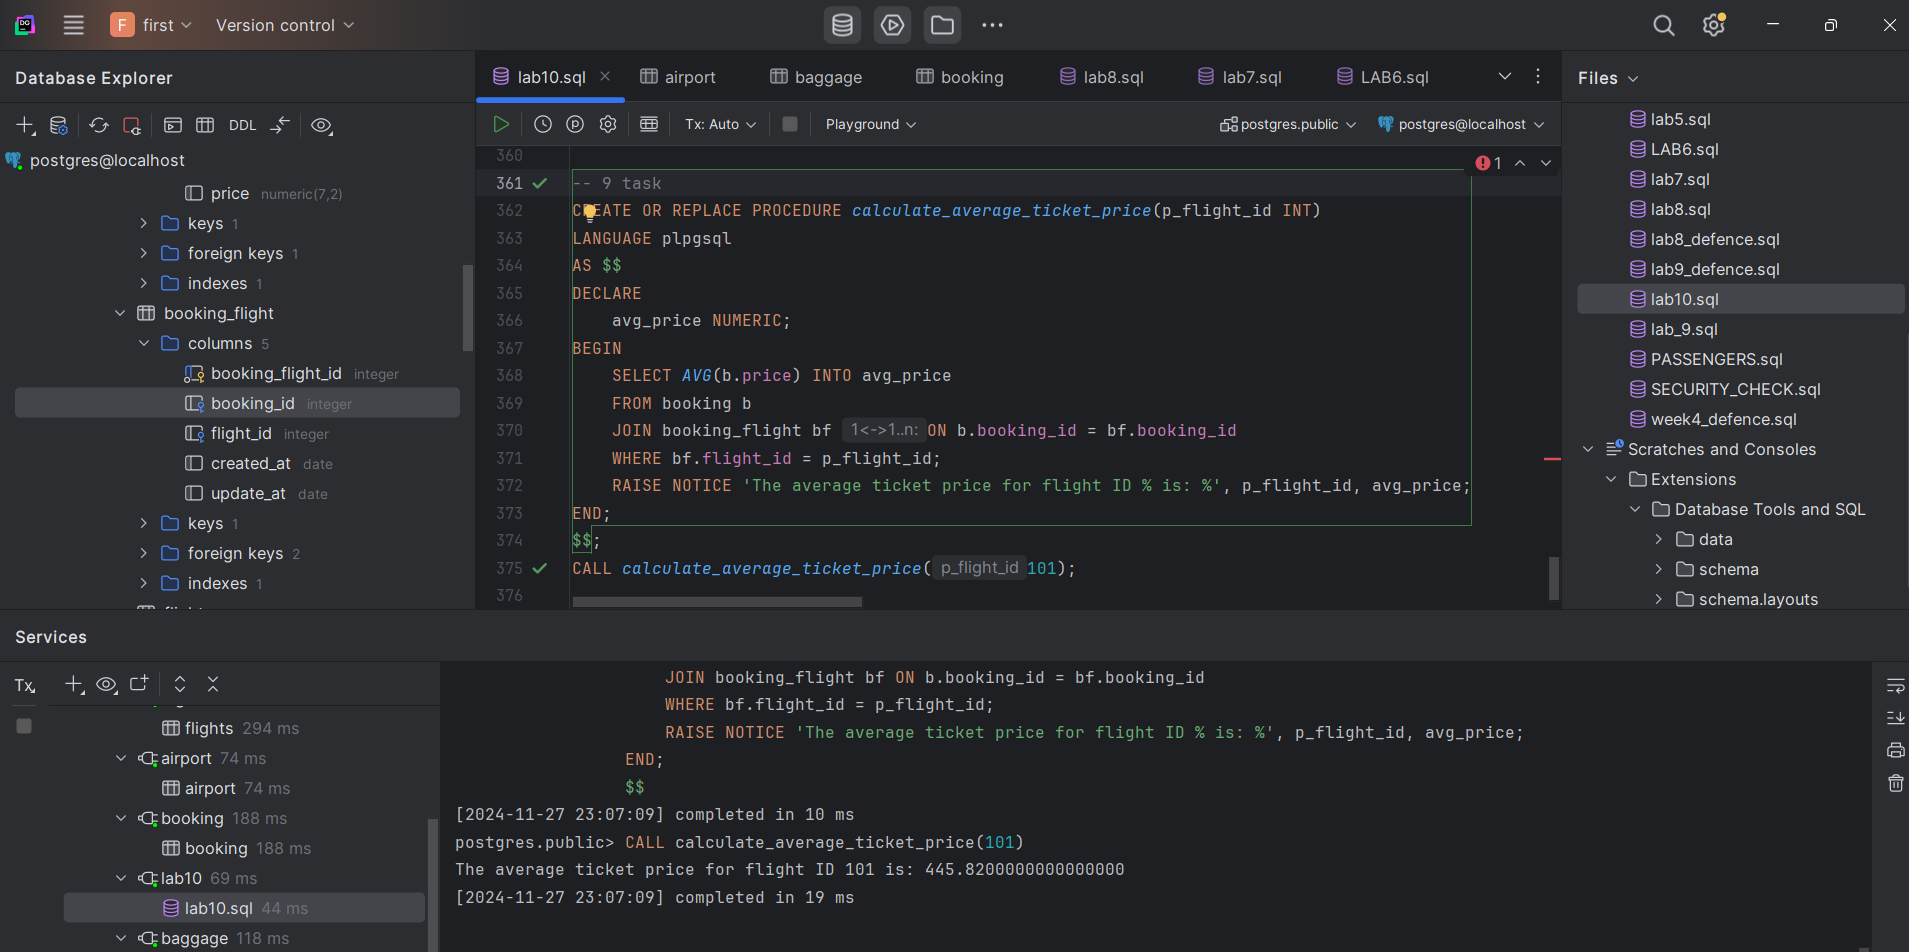 F first Version control
Database Explorer
DDL
postgres@localhost
price numeric(7,2)
keys 1
foreign keys 1
indexes 1
booking_flight
columns 5
booking_flight_id integer
booking_id integer
flight_id integer
created_at date
update_at date
keys 1
foreign keys 2
indexes 1
lab10.sql airport baggage booking lab8.sql lab7.sql LAB6.sql
Tx: Auto Playground postgres.public postgres@localhost
1
360
361 -- 9 task
362 CREATE OR REPLACE PROCEDURE calculate_average_ticket_price(p_flight_id INT)
363 LANGUAGE plpgsql
364 AS $$
365 DECLARE
366 avg_price NUMERIC;
367 BEGIN
368 SELECT AVG(b.price) INTO avg_price
369 FROM booking b
370 JOIN booking_flight bf 1<->1..n: ON b.booking_id = bf.booking_id
371 WHERE bf.flight_id = p_flight_id;
372 RAISE NOTICE 'The average ticket price for flight ID % is: %', p_flight_id, avg_price;
373 END;
374 $$;
375 CALL calculate_average_ticket_price( p_flight_id 101);
376
Files
lab5.sql
LAB6.sql
lab7.sql
lab8.sql
lab8_defence.sql
lab9_defence.sql
lab10.sql
lab_9.sql
PASSENGERS.sql
SECURITY_CHECK.sql
week4_defence.sql
Scratches and Consoles
Extensions
Database Tools and SQL
data
schema
schema.layouts
Services
Tx
flights 294 ms
airport 74 ms
airport 74 ms
booking 188 ms
booking 188 ms
lab10 69 ms
lab10.sql 44 ms
baggage 118 ms
JOIN booking_flight bf ON b.booking_id = bf.booking_id
WHERE bf.flight_id = p_flight_id;
RAISE NOTICE 'The average ticket price for flight ID % is: %', p_flight_id, avg_price;
END;
$$
[2024-11-27 23:07:09] completed in 10 ms
postgres.public> CALL calculate_average_ticket_price(101)
The average ticket price for flight ID 101 is: 445.8200000000000000
[2024-11-27 23:07:09] completed in 19 ms